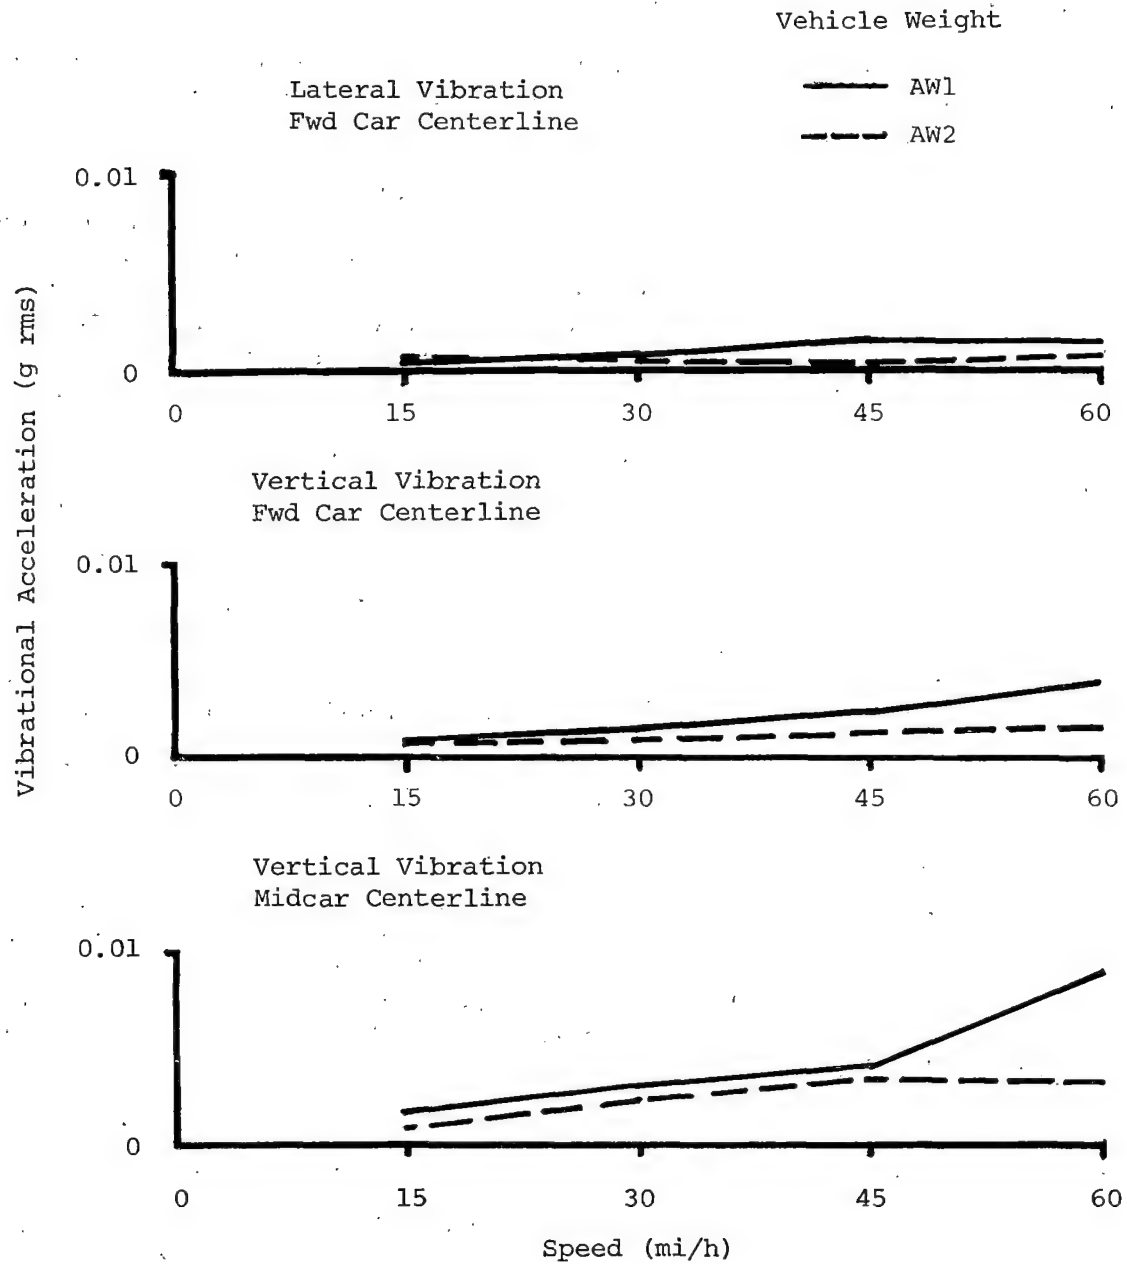 Vehicle Weight
AW1
AW2
Lateral Vibration
Fwd Car Centerline
0.01
0
0 15 30 45 60
Vertical Vibration
Fwd Car Centerline
0.01
0
0 15 30 45 60
Vertical Vibration
Midcar Centerline
0.01
0
0 15 30 45 60
Speed (mi/h)
Vibrational Acceleration (g rms)